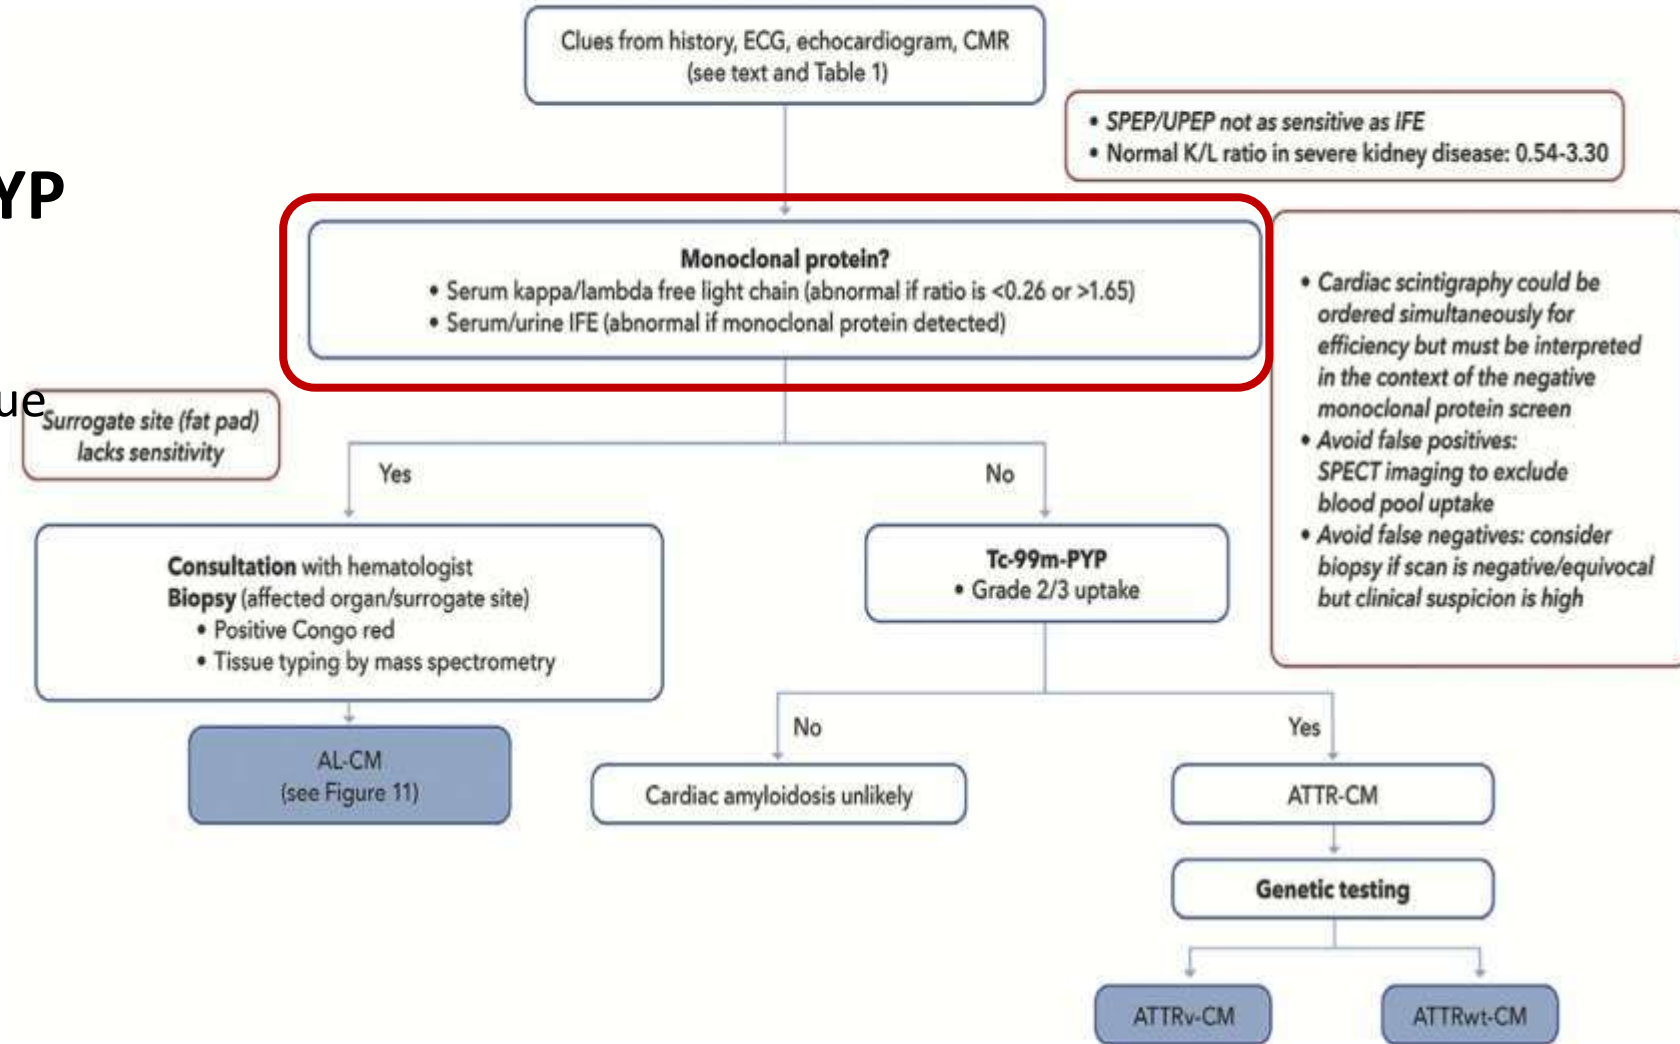 Clues from history, ECG, echocardiogram, CMR
(see text and Table 1)
• SPEP/UPEP not as sensitive as IFE
• Normal K/L ratio in severe kidney disease: 0.54-3.30
YP
Monoclonal protein?
• Serum kappa/lambda free light chain (abnormal if ratio is <0.26 or >1.65)
• Serum/urine IFE (abnormal if monoclonal protein detected)
• Cardiac scintigraphy could be
ordered simultaneously for
efficiency but must be interpreted
in the context of the negative
monoclonal protein screen
• Avoid false positives:
SPECT imaging to exclude
blood pool uptake
• Avoid false negatives: consider
biopsy if scan is negative/equivocal
but clinical suspicion is high
ue
Surrogate site (fat pad)
lacks sensitivity
Yes
No
Consultation with hematologist
Biopsy (affected organ/surrogate site)
• Positive Congo red
• Tissue typing by mass spectrometry
Tc-99m-PYP
• Grade 2/3 uptake
No
Yes
AL-CM
(see Figure 11)
Cardiac amyloidosis unlikely
ATTR-CM
Genetic testing
ATTRv-CM
ATTRwt-CM